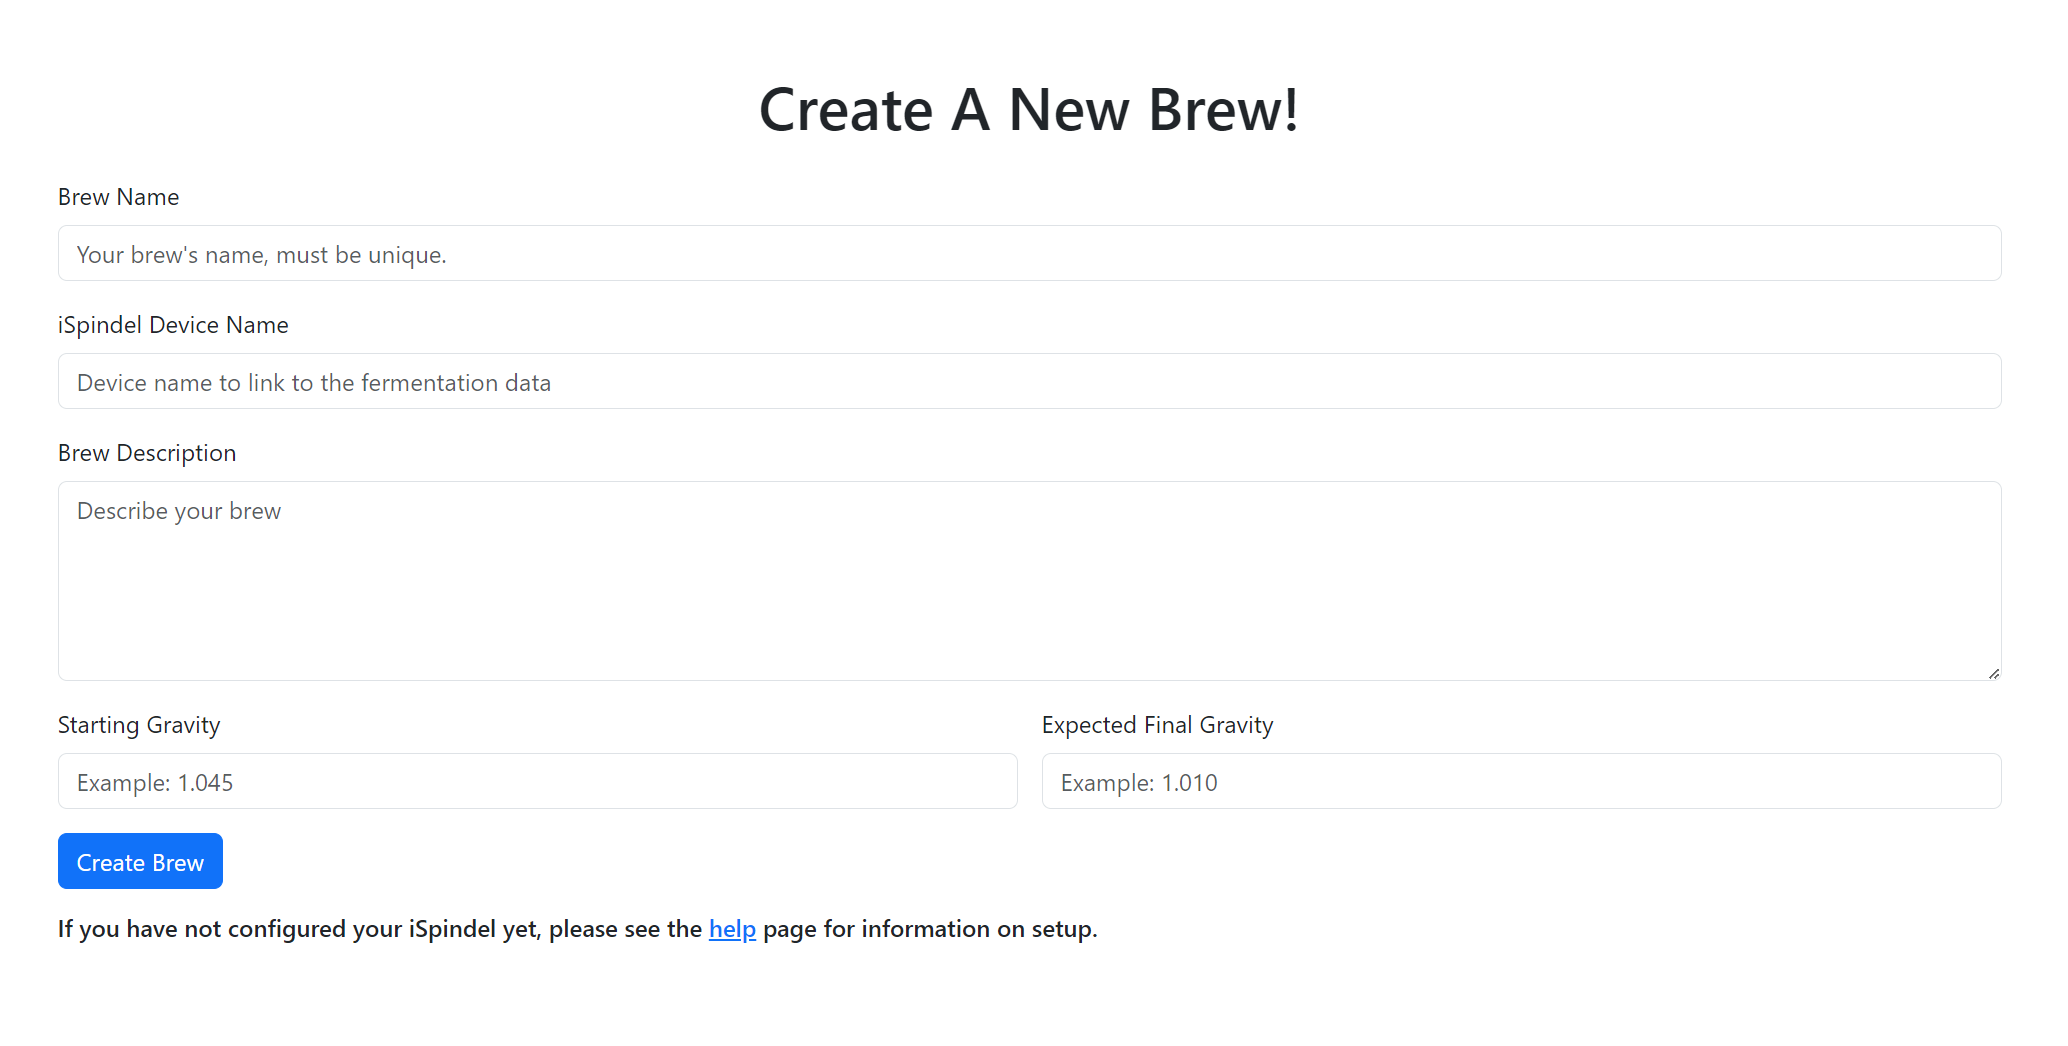 Create A New Brew!
Brew Name
Your brew's name, must be unique.
iSpindel Device Name
Device name to link to the fermentation data
Brew Description
Describe your brew
Starting Gravity
Expected Final Gravity
Example: 1.045
Example: 1.010
Create Brew
If you have not configured your iSpindel yet, please see the help page for information on setup.